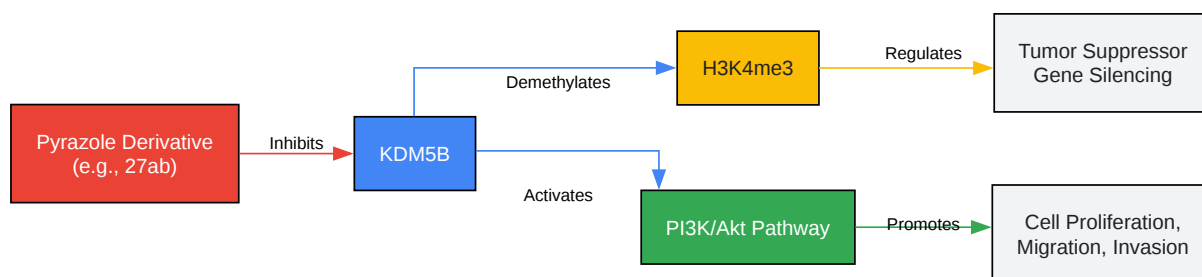 Pyrazole Derivative
(e.g., 27ab)
Inhibits
KDM5B
Demethylates
H3K4me3
Regulates
Tumor Suppressor
Gene Silencing
Activates
PI3K/Akt Pathway
Promotes
Cell Proliferation,
Migration, Invasion